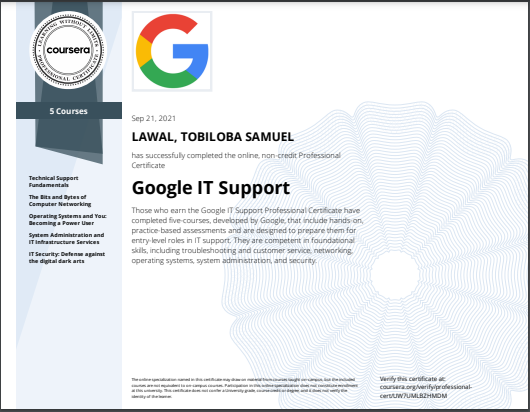 LEARNING WITHOUT LIMITS
coursera
PROFESSIONAL CERTIFICATE
5 Courses
Technical Support
Fundamentals
The Bits and Bytes of
Computer Networking
Operating Systems and You:
Becoming a Power User
System Administration and
IT Infrastructure Services
IT Security: Defense against
the digital dark arts
Sep 21, 2021
LAWAL, TOBILOBA SAMUEL
has successfully completed the online, non-credit Professional
Certificate
Google IT Support
Those who earn the Google IT Support Professional Certificate have
completed five-courses, developed by Google, that include hands-on,
practice-based assessments and are designed to prepare them for
entry-level roles in IT support. They are competent in foundational
skills, including troubleshooting and customer service, networking,
operating systems, system administration, and security.
The online specialization named in this certificate may draw on material from courses taught on-campus, but the included
courses are not equivalent to on-campus courses. Participation in this online specialization does not constitute enrollment
at this university. This certificate does not confer a University grade, course credit or degree, and it does not verify the
identity of the learner.
Verify this certificate at:
coursera.org/verify/professional-